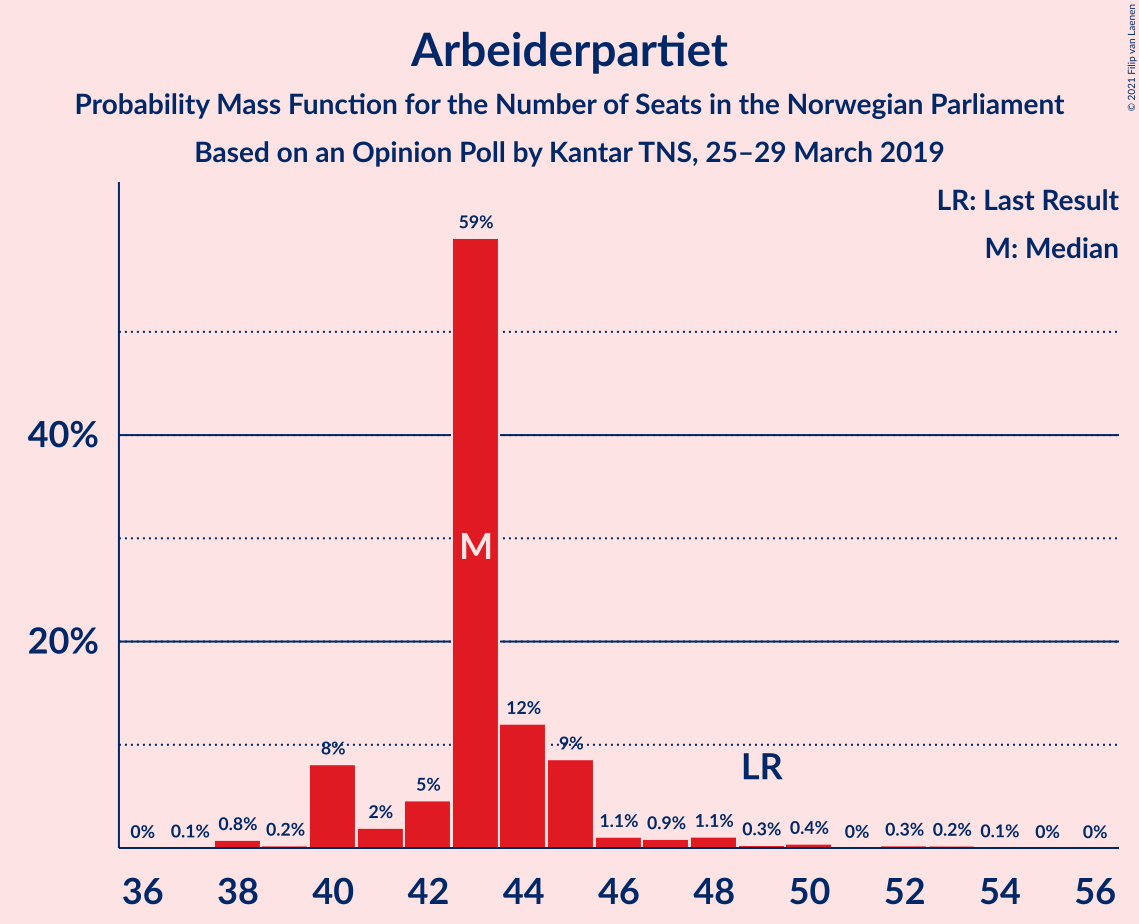 Arbeiderpartiet
Probability Mass Function for the Number of Seats in the Norwegian Parliament
Based on an Opinion Poll by Kantar TNS, 25–29 March 2019
© 2021 Filip van Laenen
LR: Last Result
M: Median
59%
40%
M
20%
12%
8%
9%
LR
5%
2%
0% 0.1% 0.8% 0.2% 1.1% 0.9% 1.1% 0.3% 0.4% 0% 0.3% 0.2% 0.1% 0% 0%
36 38 40 42 44 46 48 50 52 54 56